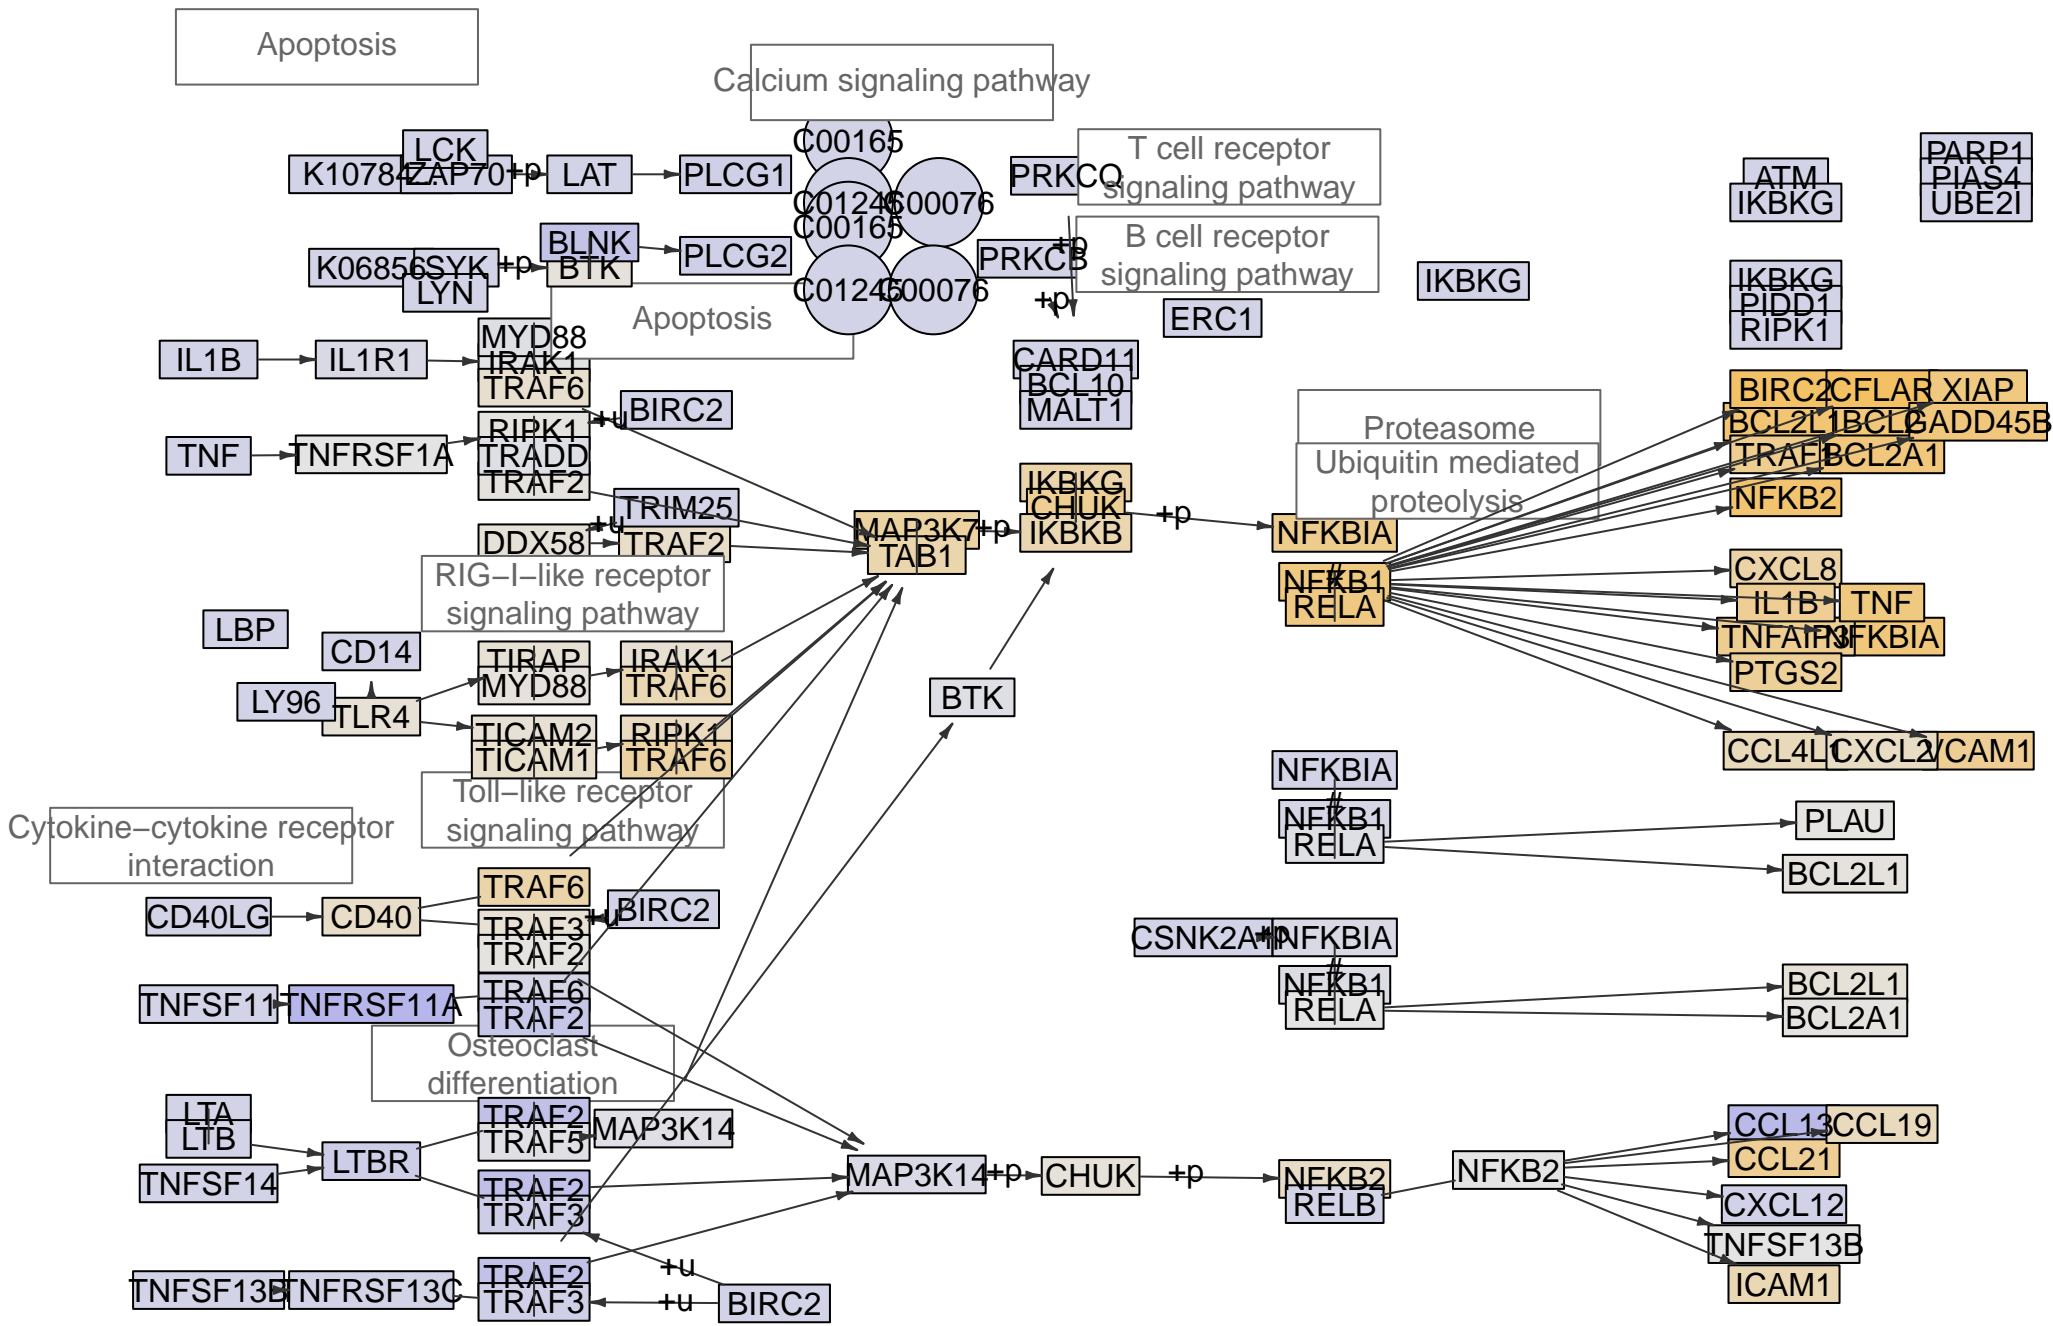 Apoptosis
Calcium signaling pathway
C00165
T cell receptor
signaling pathway
PARP1
PIAS4
UBE2I
ATM
IKBKG
LCK
K10784
ZAP70
+p
LAT
PLCG1
PRKCQ
C01246
C00076
C00165
BLNK
BTK
PLCG2
B cell receptor
signaling pathway
PRKCB
+p
K06856
SYK
+p
LYN
C01245
C00076
+p
IKBKG
IKBKG
PIDD1
RIPK1
Apoptosis
ERC1
MYD88
IRAK1
TRAF6
IL1B
IL1R1
CARD11
BCL10
MALT1
BIRC2
CFLAR
XIAP
BCL2L1
BCL2
GADD45B
TRAF1
BCL2A1
NFKB2
BIRC2
+u
RIPK1
TRADD
TRAF2
TNF
TNFRSF1A
Proteasome
Ubiquitin mediated
proteolysis
IKBKG
CHUK
IKBKB
+p
TRIM25
+u
DDX58
TRAF2
MAP3K7
TAB1
+p
NFKBIA
NFKB1
RELA
CXCL8
IL1B
TNF
TNFAIP3
NFKBIA
PTGS2
RIG−I−like receptor
signaling pathway
LBP
CD14
LY96
TLR4
TIRAP
MYD88
IRAK1
TRAF6
BTK
TICAM2
TICAM1
RIPK1
TRAF6
CCL4L1
CXCL2
VCAM1
NFKBIA
NFKB1
RELA
PLAU
BCL2L1
Toll−like receptor
signaling pathway
Cytokine−cytokine receptor
interaction
TRAF6
CD40LG
CD40
TRAF3
TRAF2
+u
BIRC2
CSNK2A1
+p
NFKBIA
NFKB1
RELA
BCL2L1
BCL2A1
TNFSF11
TNFRSF11A
TRAF6
TRAF2
Osteoclast
differentiation
LTA
LTB
TNFSF14
LTBR
TRAF2
TRAF5
MAP3K14
TRAF2
TRAF3
MAP3K14
+p
CHUK
+p
NFKB2
RELB
NFKB2
CCL13
CCL19
CCL21
CXCL12
TNFSF13B
ICAM1
TNFSF13B
TNFRSF13C
TRAF2
TRAF3
+u
+u
BIRC2